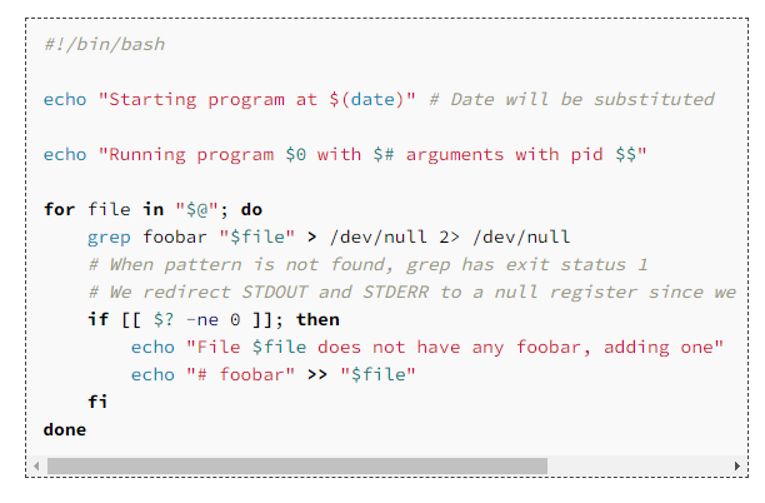 #!/bin/bash
echo "Starting program at $(date)" # Date will be substituted
echo "Running program $0 with $# arguments with pid $$"
for file in "$@"; do
    grep foobar "$file" > /dev/null 2> /dev/null
    # When pattern is not found, grep has exit status 1
    # We redirect STDOUT and STDERR to a null register since we
    if [[ $? -ne 0 ]]; then
        echo "File $file does not have any foobar, adding one"
        echo "# foobar" >> "$file"
    fi
done